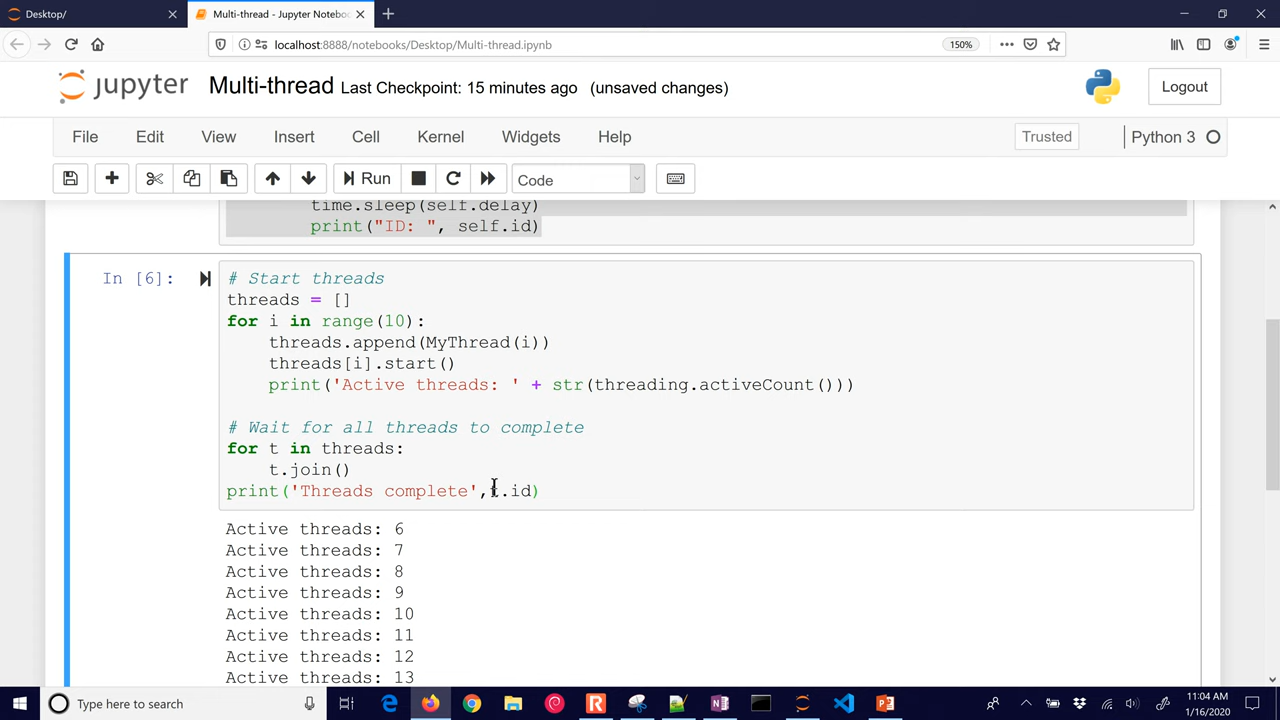 Desktop/
Multi-thread - Jupyter Notebo
localhost:8888/notebooks/Desktop/Multi-thread.ipynb
150%
jupyter Multi-thread Last Checkpoint: 15 minutes ago (unsaved changes)
Logout
File Edit View Insert Cell Kernel Widgets Help
Trusted
Python 3
Run
Code
time.sleep(self.delay)
print("ID: ", self.id)
In [6]:
# Start threads
threads = []
for i in range(10):
threads.append(MyThread(i))
threads[i].start()
print('Active threads: ' + str(threading.activeCount()))
# Wait for all threads to complete
for t in threads:
t.join()
print('Threads complete',t.id)
Active threads: 6
Active threads: 7
Active threads: 8
Active threads: 9
Active threads: 10
Active threads: 11
Active threads: 12
Active threads: 13
Type here to search
11:04 AM
1/16/2020